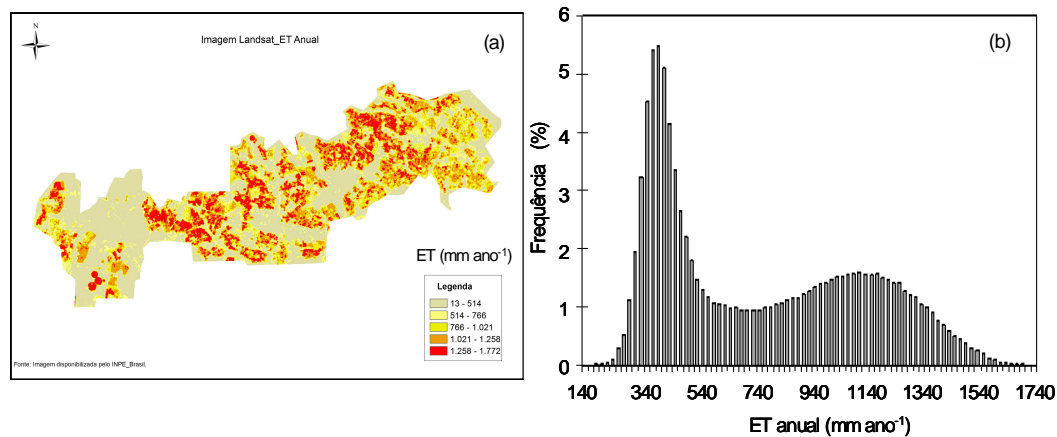 N
Imagem Landsat_ET Anual
(a)
ET (mm ano-1)
Legenda
13 - 514
514 - 766
766 - 1.021
1.021 - 1.258
1.258 - 1.772
Fonte: Imagem disponibilizada pelo INPE_Brasil.
(b)
Frequência (%)
6
5
4
3
2
1
0
140 340 540 740 940 1140 1340 1540 1740
ET anual (mm ano-1)